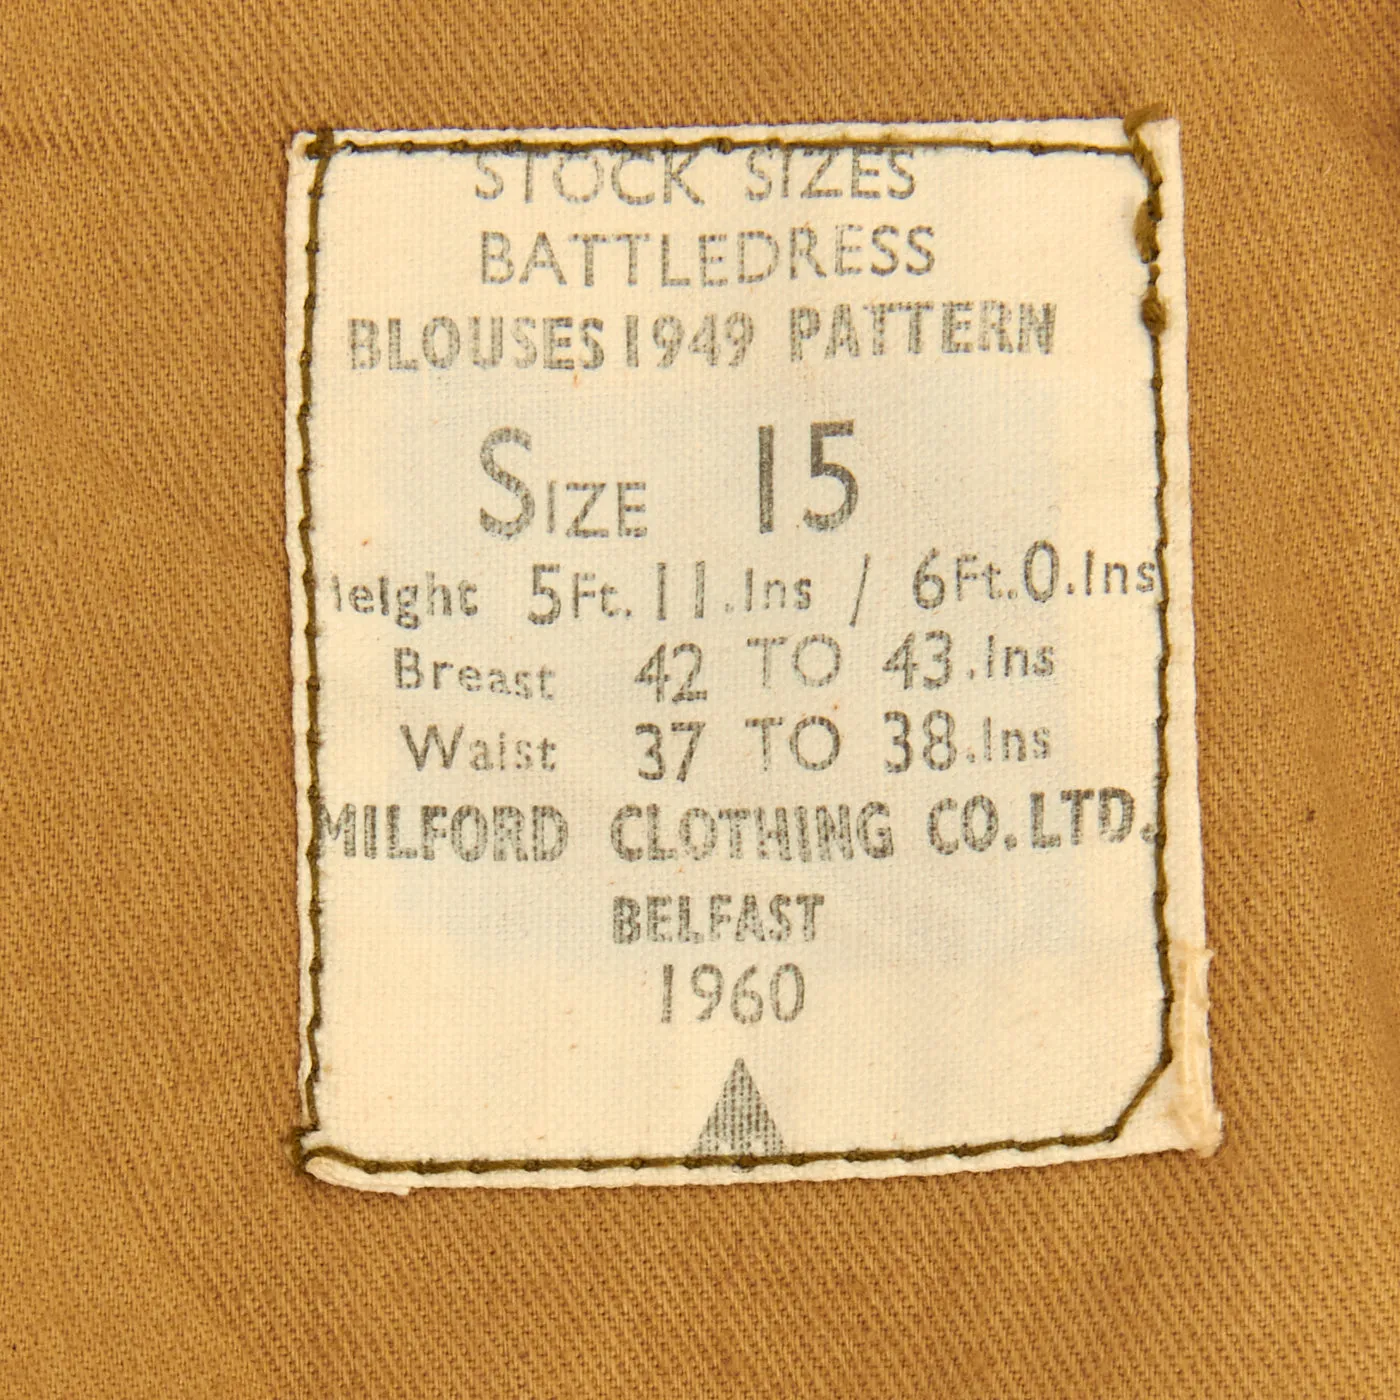 STOCK SIZES
BATTLEDRESS
BLOUSES 1949 PATTERN
SIZE 15
Height 5Ft.11.Ins / 6Ft.0.Ins
Breast 42 TO 43.Ins
Waist 37 TO 38.Ins
MILFORD CLOTHING CO.LTD.
BELFAST
1960